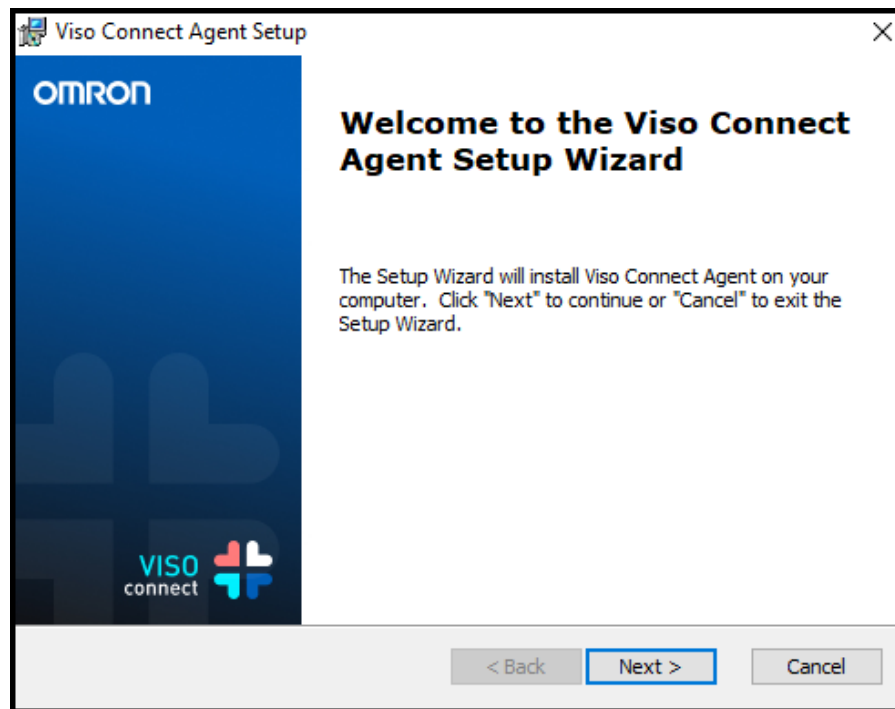 Viso Connect Agent Setup
OMRON
Welcome to the Viso Connect
Agent Setup Wizard
The Setup Wizard will install Viso Connect Agent on your
computer. Click "Next" to continue or "Cancel" to exit the
Setup Wizard.
VISO
connect
< Back Next > Cancel